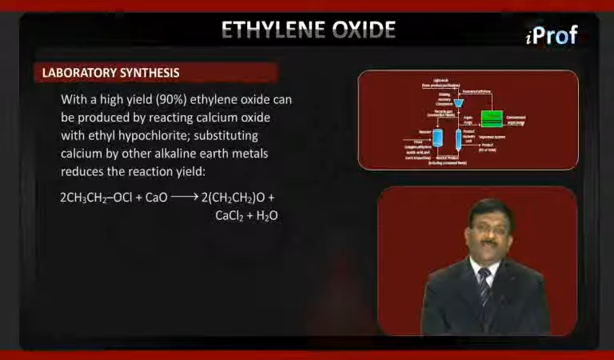 ETHYLENE OXIDE
iProf
LABORATORY SYNTHESIS
With a high yield (90%) ethylene oxide can
be produced by reacting calcium oxide
with ethyl hypochlorite; substituting
calcium by other alkaline earth metals
reduces the reaction yield:
2CH₃CH₂–OCl + CaO ⟶ 2(CH₂CH₂)O +
CaCl₂ + H₂O
Reactor